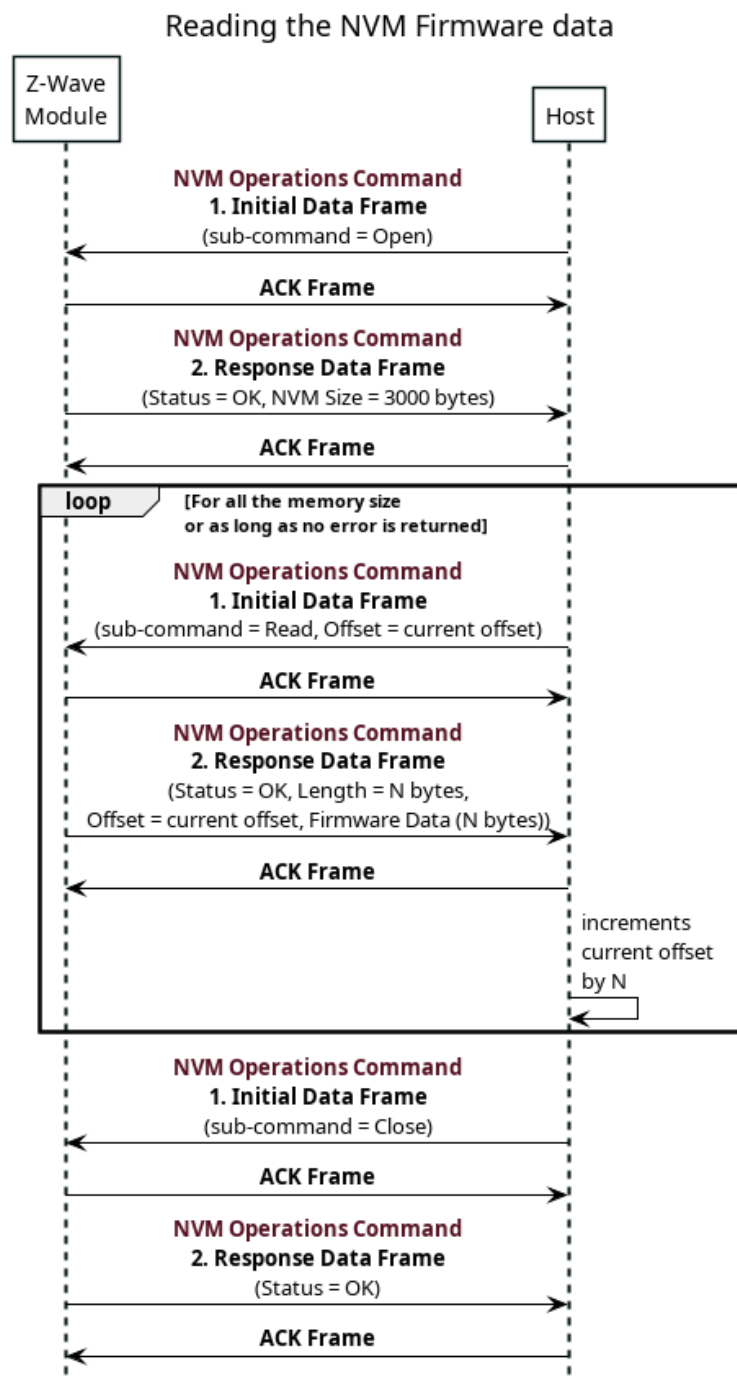 Reading the NVM Firmware data
Z-Wave
Module
Host
NVM Operations Command
1. Initial Data Frame
(sub-command = Open)
ACK Frame
NVM Operations Command
2. Response Data Frame
(Status = OK, NVM Size = 3000 bytes)
ACK Frame
loop
[For all the memory size
or as long as no error is returned]
NVM Operations Command
1. Initial Data Frame
(sub-command = Read, Offset = current offset)
ACK Frame
NVM Operations Command
2. Response Data Frame
(Status = OK, Length = N bytes,
Offset = current offset, Firmware Data (N bytes))
ACK Frame
increments
current offset
by N
NVM Operations Command
1. Initial Data Frame
(sub-command = Close)
ACK Frame
NVM Operations Command
2. Response Data Frame
(Status = OK)
ACK Frame